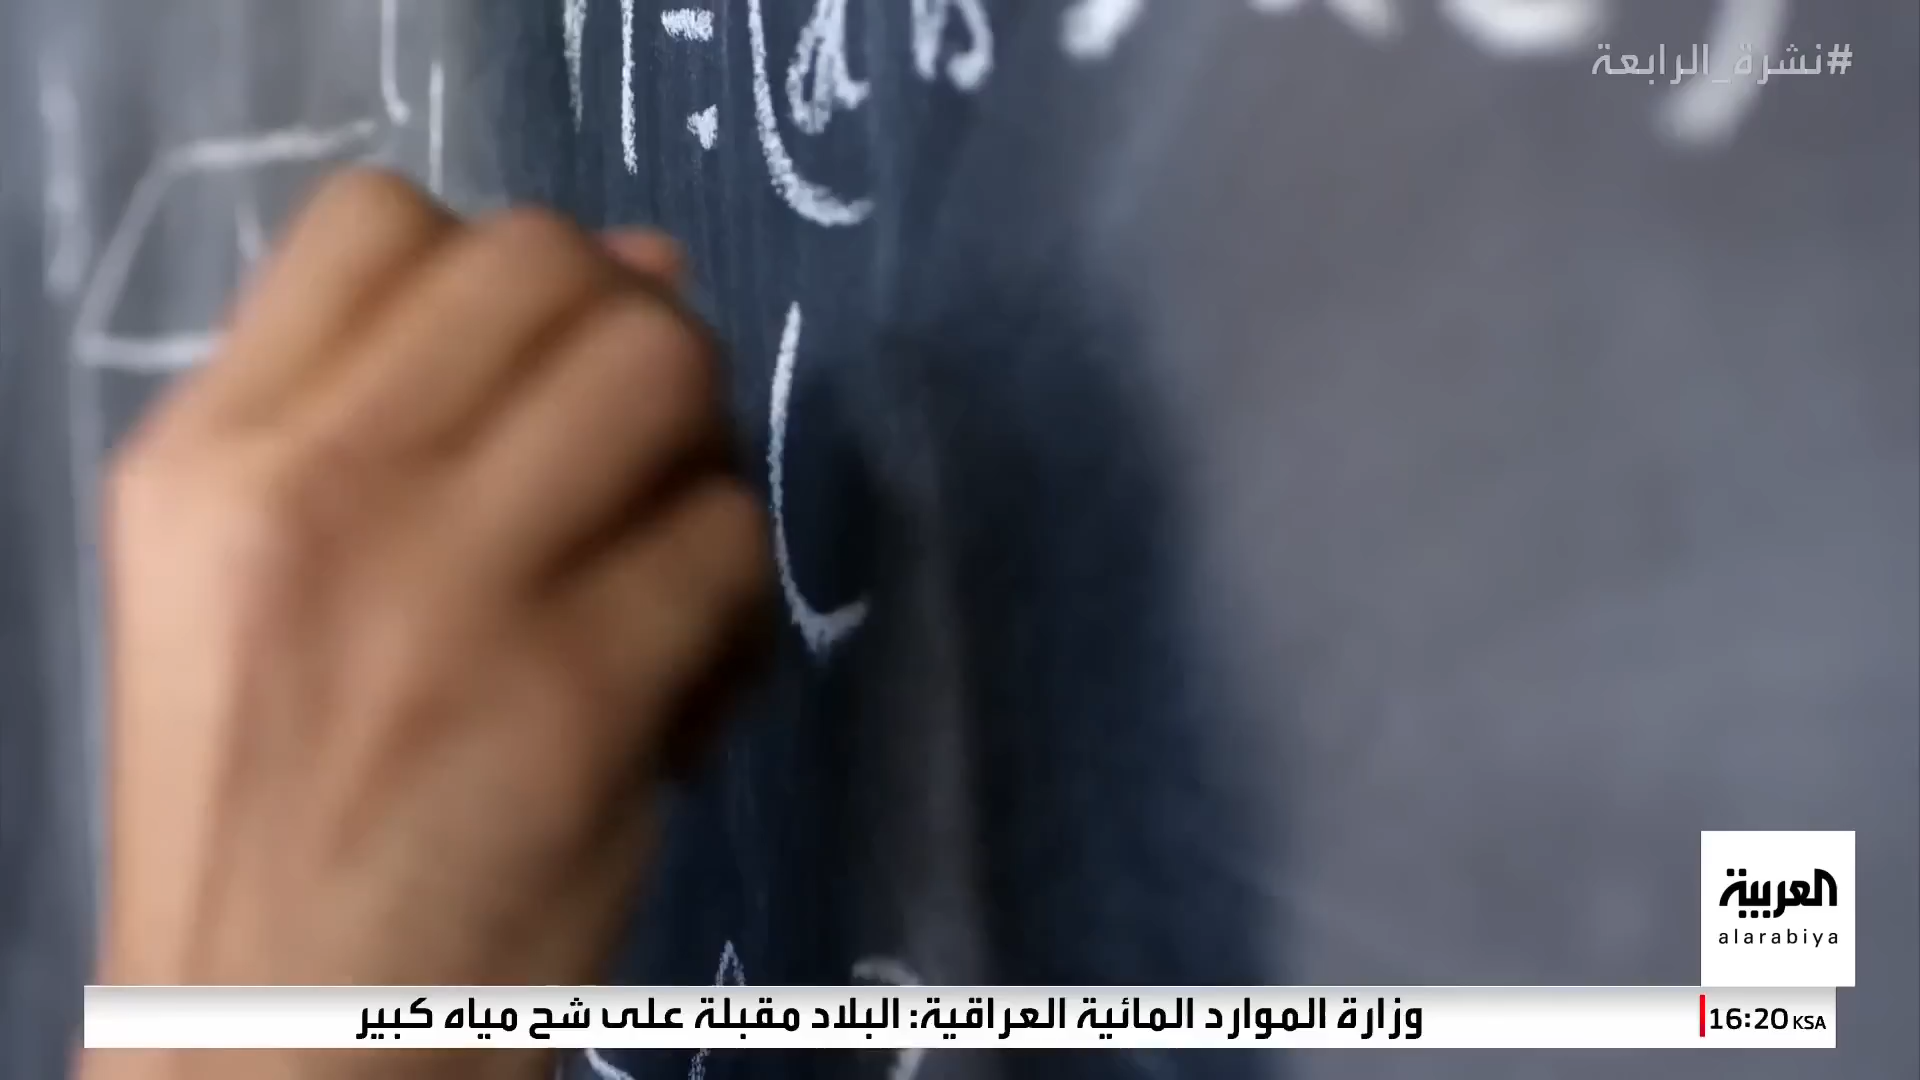 #نشرة_الرابعة
العربية
alarabiya
وزارة الموارد المائية العراقية: البلاد مقبلة على شح مياه كبير
16:20 KSA